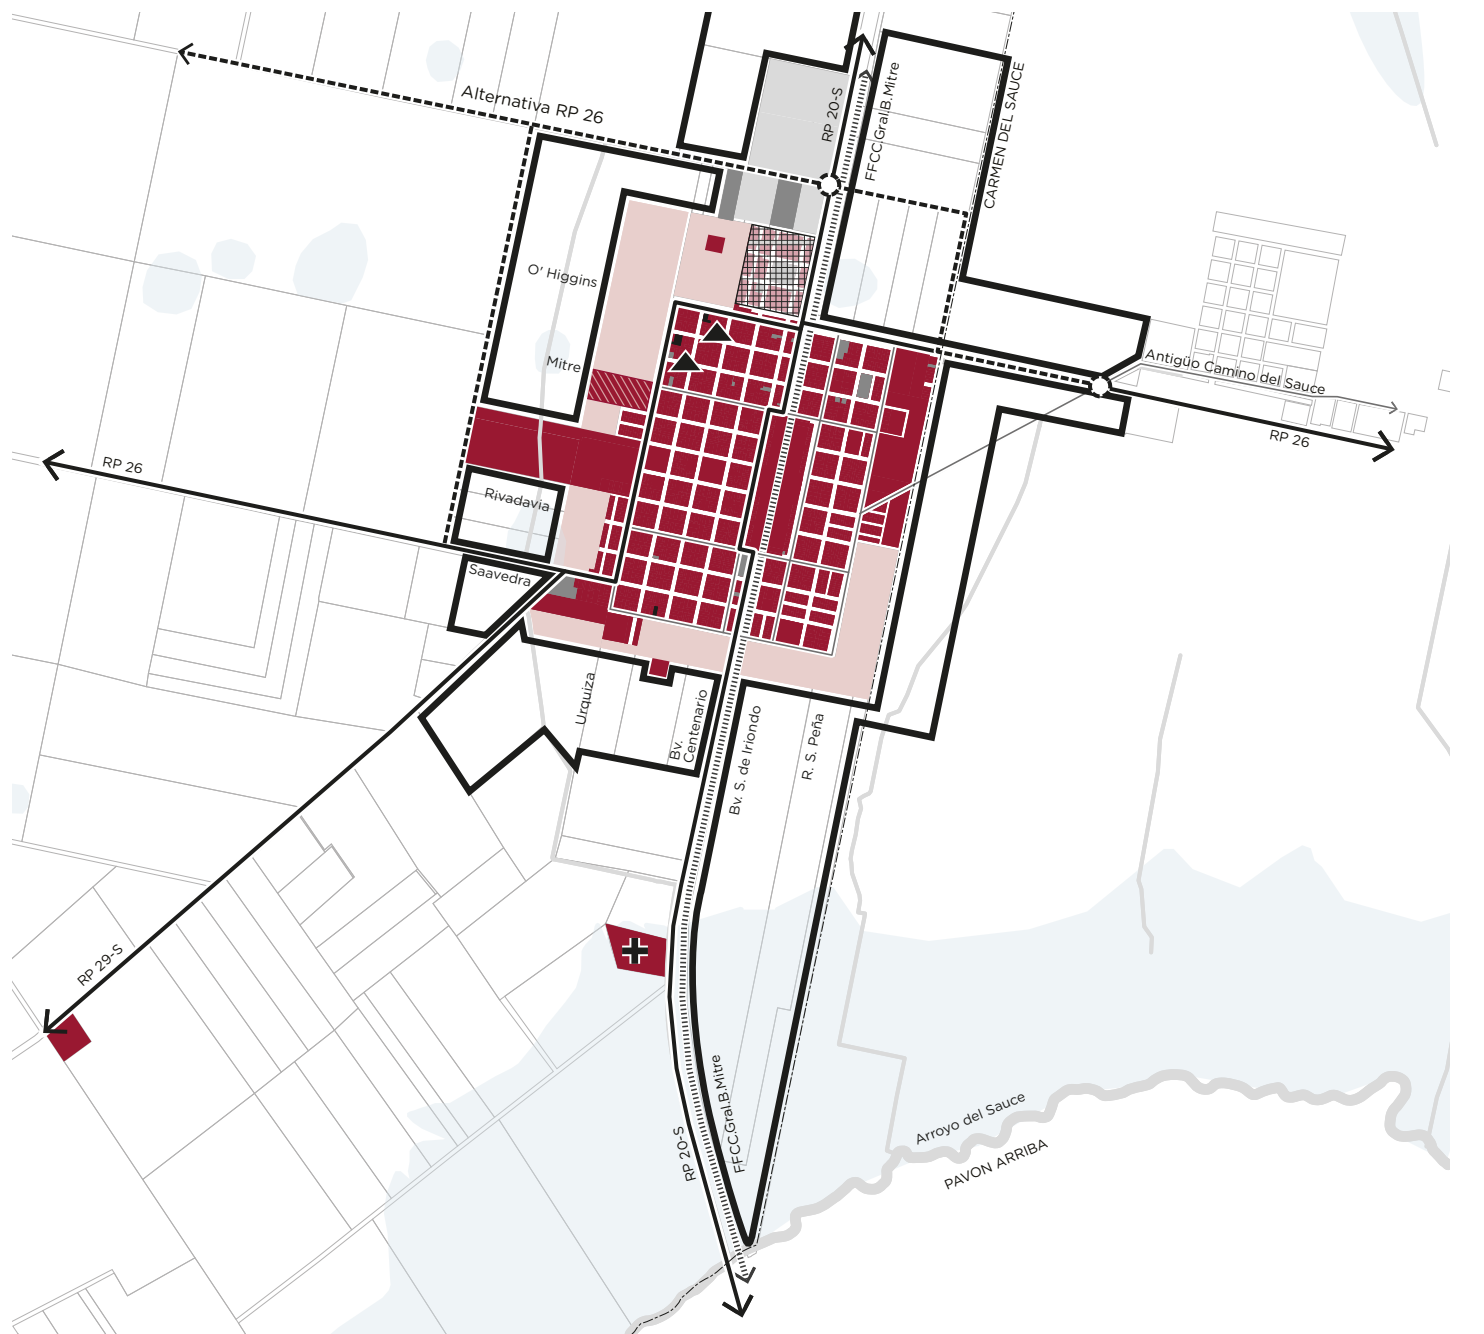 Alternativa RP 26
RP 20-S
FFCC.Gral.B.Mitre
CARMEN DEL SAUCE
O' Higgins
Mitre
Antigüo Camino del Sauce
RP 26
RP 26
Rivadavia
Saavedra
Urquiza
Bv.
Centenario
Bv. S. de Iriondo
R. S. Peña
RP 29-S
FFCC.Gral.B.Mitre
RP 20-S
Arroyo del Sauce
PAVON ARRIBA